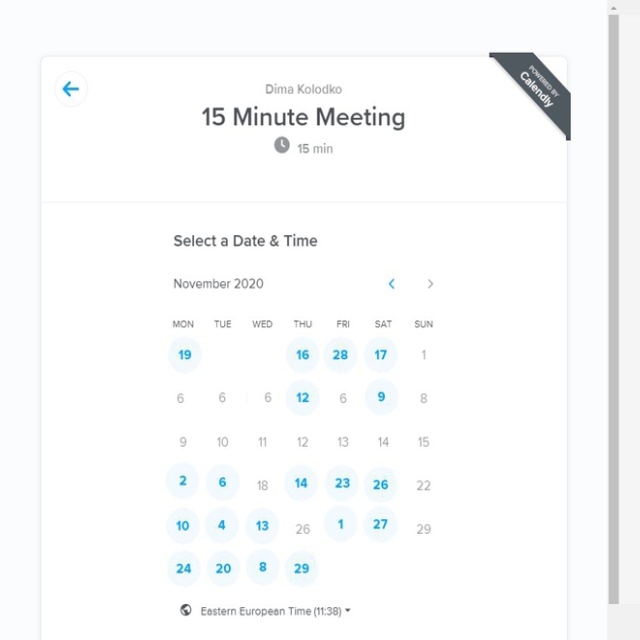 POWERED BY
Calendly
Dima Kolodko
15 Minute Meeting
15 min
Select a Date & Time
November 2020
MON TUE WED THU FRI SAT SUN
19 16 28 17 1
6 6 6 12 6 9 8
9 10 11 12 13 14 15
2 6 18 14 23 26 22
10 4 13 26 1 27 29
24 20 8 29
Eastern European Time (11:38)